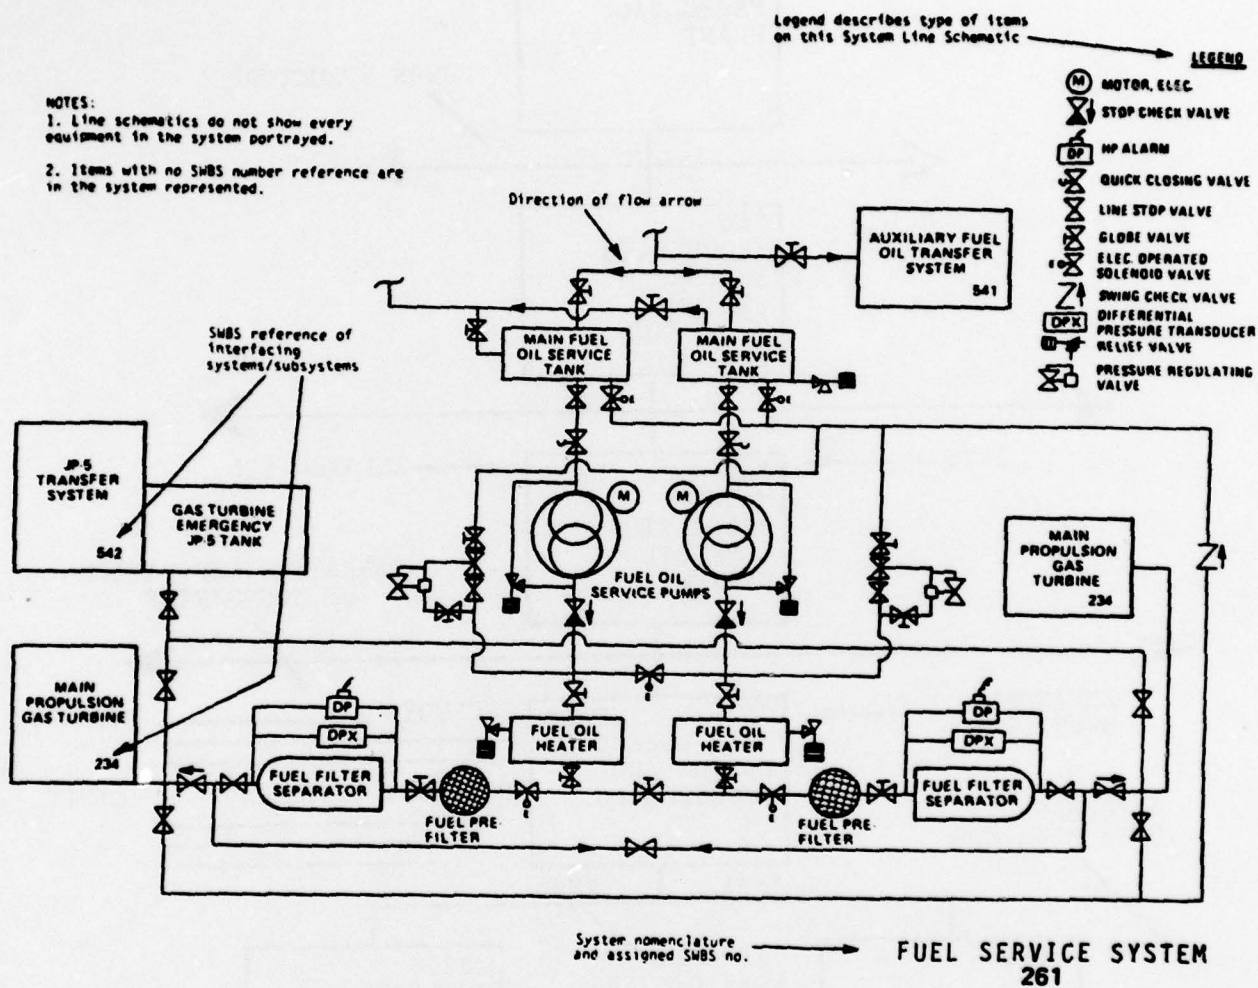 Legend describes type of items
on this System Line Schematic
LEGEND
M MOTOR, ELEC.
STOP CHECK VALVE
DP HP ALARM
QUICK CLOSING VALVE
LINE STOP VALVE
GLOBE VALVE
E ELEC. OPERATED
SOLENOID VALVE
SWING CHECK VALVE
DPX DIFFERENTIAL
PRESSURE TRANSDUCER
RELIEF VALVE
PRESSURE REGULATING
VALVE
NOTES:
1. Line schematics do not show every
equipment in the system portrayed.
2. Items with no SWBS number reference are
in the system represented.
Direction of flow arrow
AUXILIARY FUEL
OIL TRANSFER
SYSTEM
541
SWBS reference of
interfacing
systems/subsystems
MAIN FUEL
OIL SERVICE
TANK
MAIN FUEL
OIL SERVICE
TANK
E
E
JP-5
TRANSFER
SYSTEM
542
GAS TURBINE
EMERGENCY
JP-5 TANK
M
M
FUEL OIL
SERVICE PUMPS
MAIN
PROPULSION
GAS
TURBINE
234
MAIN
PROPULSION
GAS TURBINE
234
DP
DPX
FUEL FILTER
SEPARATOR
FUEL PRE-
FILTER
E
FUEL OIL
HEATER
E
FUEL OIL
HEATER
E
FUEL PRE-
FILTER
DP
DPX
FUEL FILTER
SEPARATOR
System nomenclature
and assigned SWBS no.
FUEL SERVICE SYSTEM
261